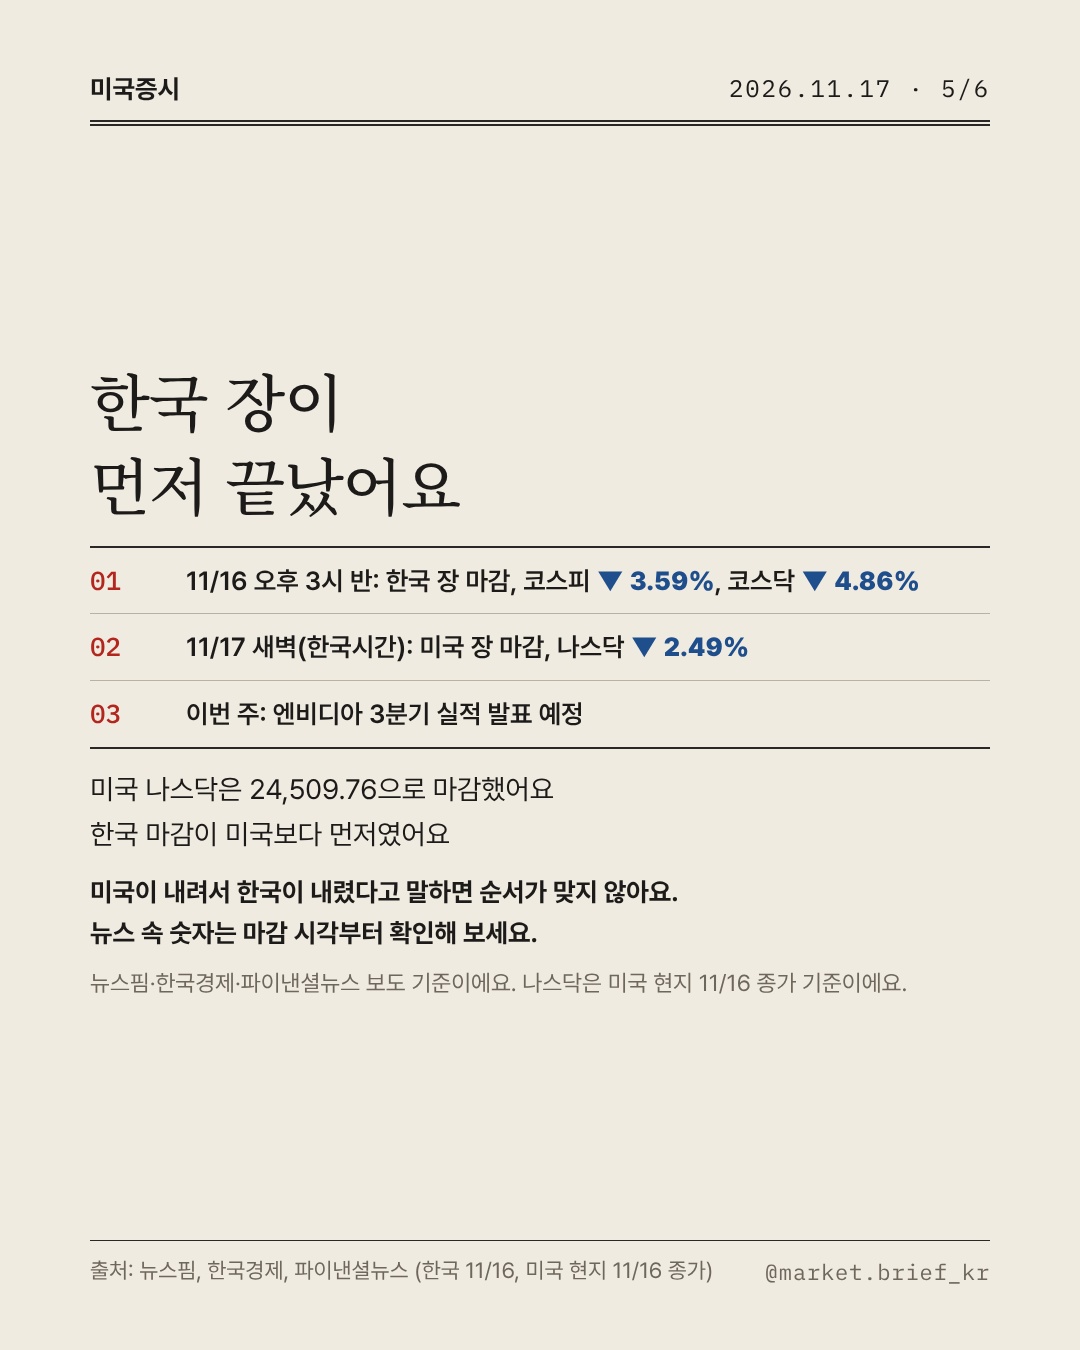 미국증시
2026.11.17 · 5/6
한국 장이
먼저 끝났어요
01 11/16 오후 3시 반: 한국 장 마감, 코스피 ▼ 3.59%, 코스닥 ▼ 4.86%
02 11/17 새벽(한국시간): 미국 장 마감, 나스닥 ▼ 2.49%
03 이번 주: 엔비디아 3분기 실적 발표 예정
미국 나스닥은 24,509.76으로 마감했어요
한국 마감이 미국보다 먼저였어요
미국이 내려서 한국이 내렸다고 말하면 순서가 맞지 않아요.
뉴스 속 숫자는 마감 시각부터 확인해 보세요.
뉴스핌·한국경제·파이낸셜뉴스 보도 기준이에요. 나스닥은 미국 현지 11/16 종가 기준이에요.
출처: 뉴스핌, 한국경제, 파이낸셜뉴스 (한국 11/16, 미국 현지 11/16 종가)
@market.brief_kr